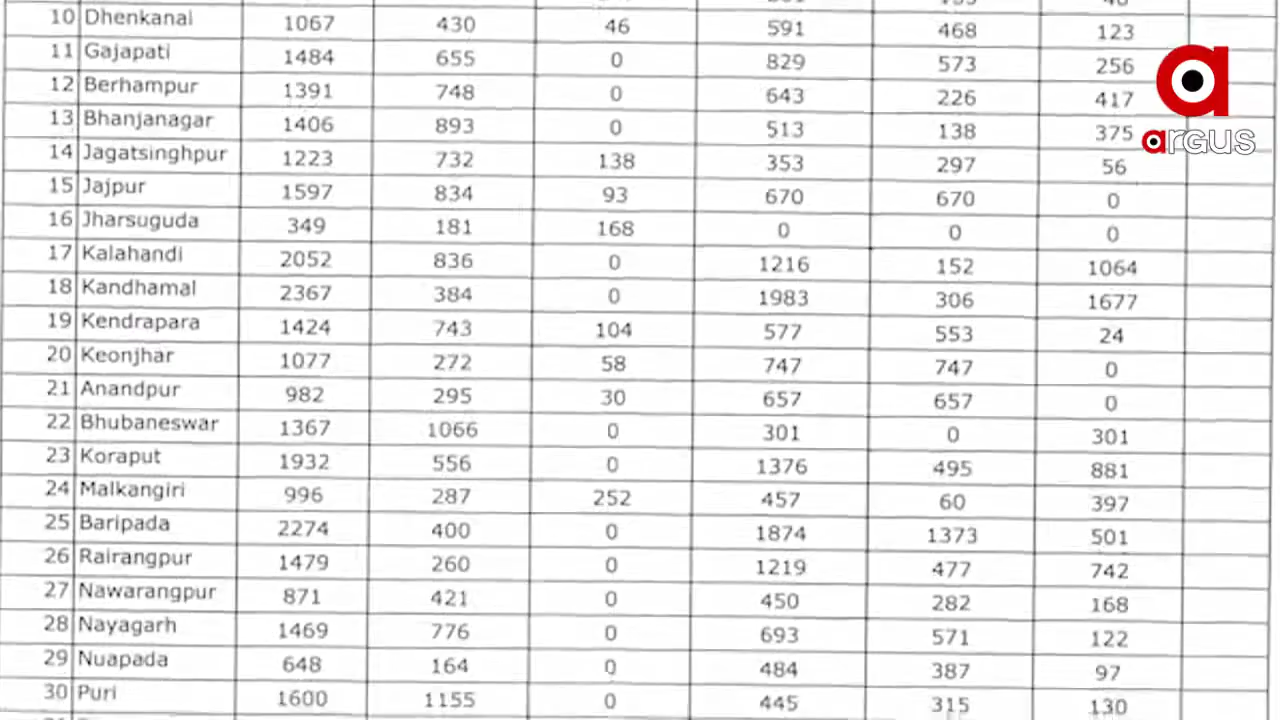 10 Dhenkanal 1067 430 46 591 468 123
11 Gajapati 1484 655 0 829 573 256
12 Berhampur 1391 748 0 643 226 417
13 Bhanjanagar 1406 893 0 513 138 375
14 Jagatsinghpur 1223 732 138 353 297 56
15 Jajpur 1597 834 93 670 670 0
16 Jharsuguda 349 181 168 0 0 0
17 Kalahandi 2052 836 0 1216 152 1064
18 Kandhamal 2367 384 0 1983 306 1677
19 Kendrapara 1424 743 104 577 553 24
20 Keonjhar 1077 272 58 747 747 0
21 Anandpur 982 295 30 657 657 0
22 Bhubaneswar 1367 1066 0 301 0 301
23 Koraput 1932 556 0 1376 495 881
24 Malkangiri 996 287 252 457 60 397
25 Baripada 2274 400 0 1874 1373 501
26 Rairangpur 1479 260 0 1219 477 742
27 Nawarangpur 871 421 0 450 282 168
28 Nayagarh 1469 776 0 693 571 122
29 Nuapada 648 164 0 484 387 97
30 Puri 1600 1155 0 445 315 130
argus